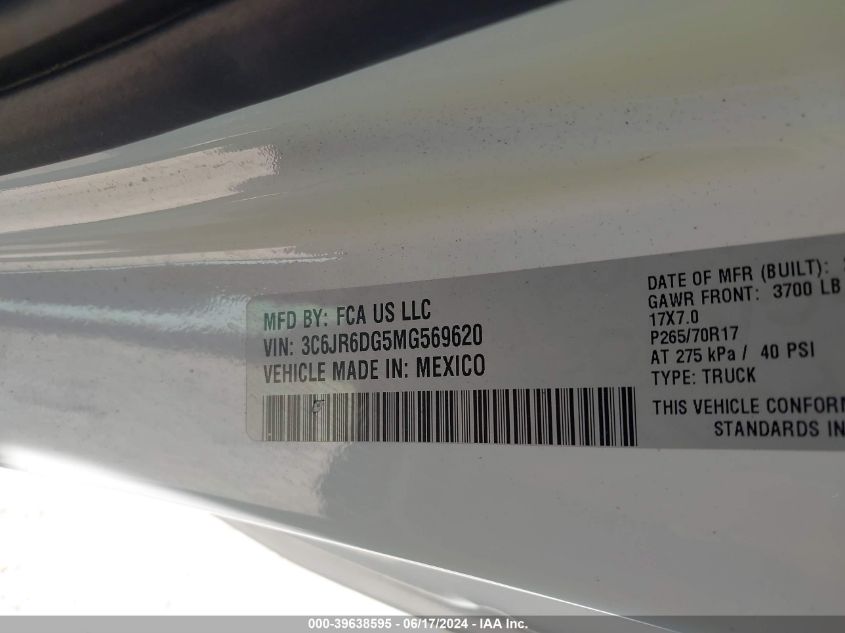 MFD BY: FCA US LLC
VIN: 3C6JR6DG5MG569620
VEHICLE MADE IN: MEXICO
DATE OF MFR (BUILT):
GAWR FRONT: 3700 LB
17X7.0
P265/70R17
AT 275 kPa / 40 PSI
TYPE: TRUCK
THIS VEHICLE
STANDARDS IN
000-39638595 - 06/17/2024 - IAA Inc.